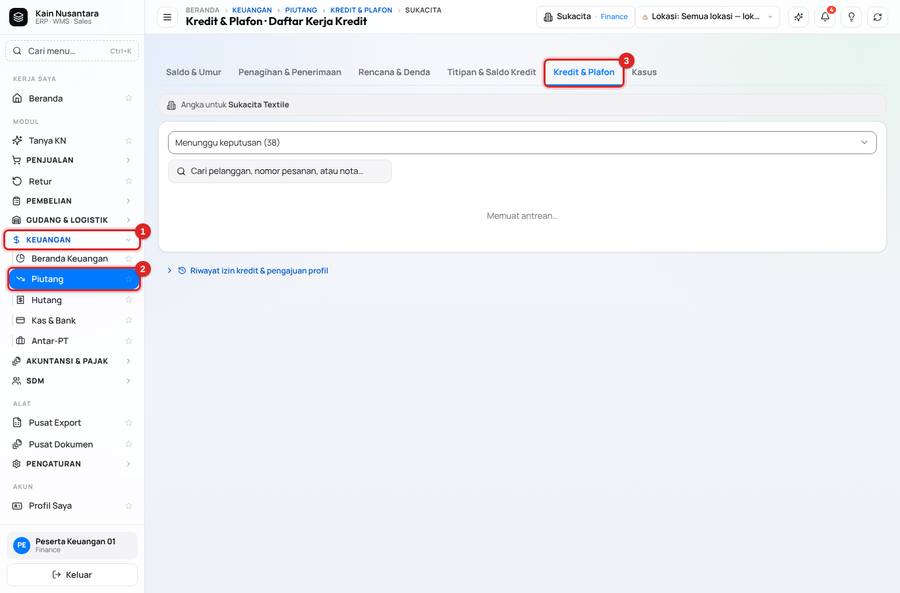 Kain Nusantara
ERP · WMS · Sales
Cari menu... Ctrl+K
KERJA SAYA
Beranda
MODUL
Tanya KN
PENJUALAN
Retur
PEMBELIAN
GUDANG & LOGISTIK
KEUANGAN
1
Beranda Keuangan
Piutang
2
Hutang
Kas & Bank
Antar-PT
AKUNTANSI & PAJAK
SDM
ALAT
Pusat Export
Pusat Dokumen
PENGATURAN
AKUN
Profil Saya
PE Peserta Keuangan 01
Finance
Keluar
BERANDA › KEUANGAN › PIUTANG › KREDIT & PLAFON › SUKACITA
Kredit & Plafon · Daftar Kerja Kredit
Sukacita · Finance
Lokasi: Semua lokasi — lok...
4
Saldo & Umur Penagihan & Penerimaan Rencana & Denda Titipan & Saldo Kredit Kredit & Plafon Kasus
3
Angka untuk Sukacita Textile
Menunggu keputusan (38)
Cari pelanggan, nomor pesanan, atau nota...
Memuat antrean...
Riwayat izin kredit & pengajuan profil